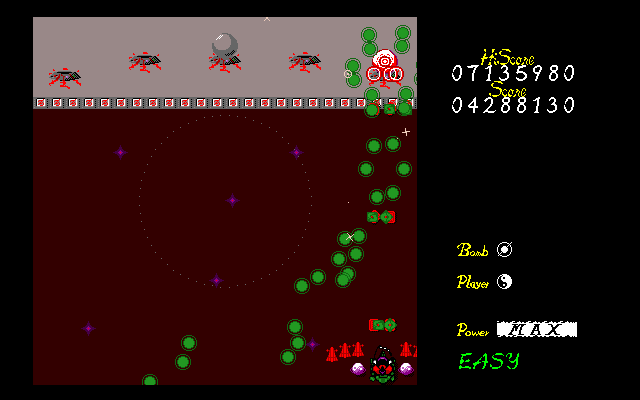 HiScore
07135980
Score
04288130
Bomb
Player
Power MAX
EASY